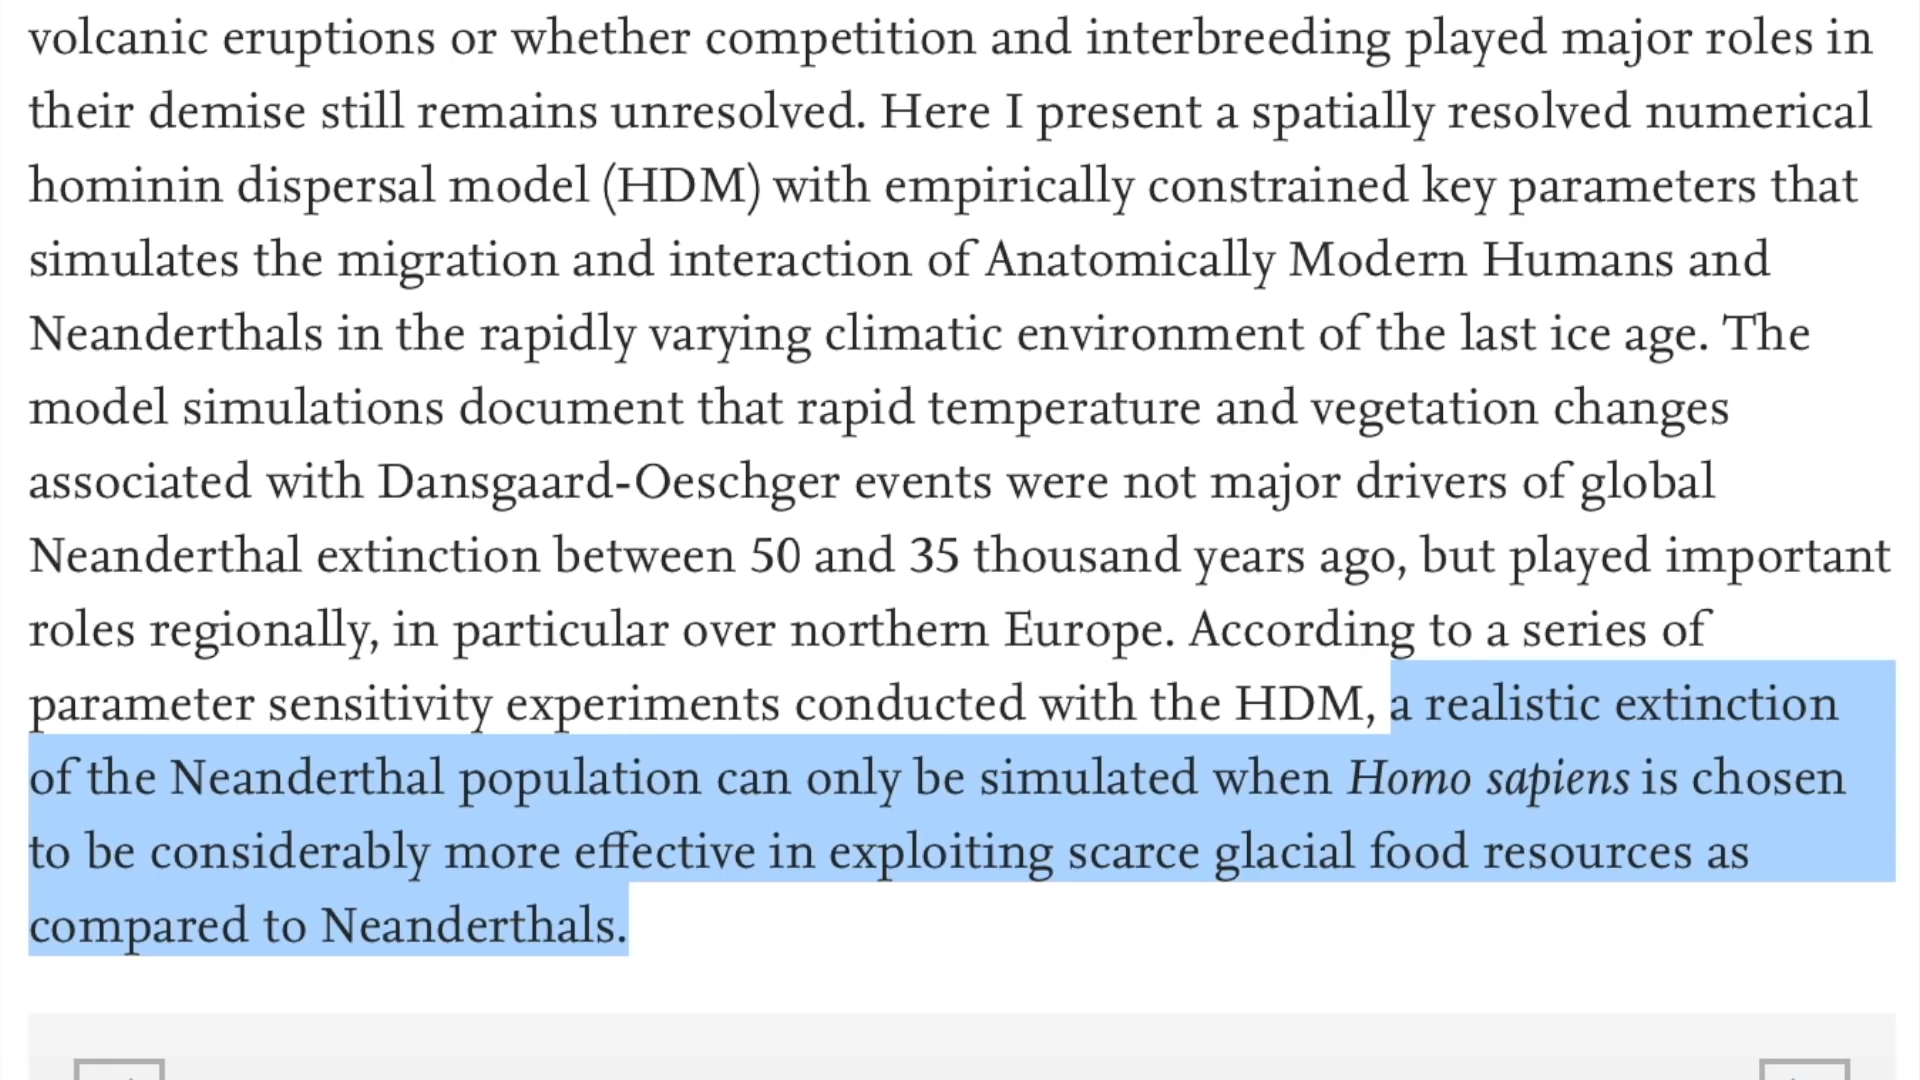 volcanic eruptions or whether competition and interbreeding played major roles in
their demise still remains unresolved. Here I present a spatially resolved numerical
hominin dispersal model (HDM) with empirically constrained key parameters that
simulates the migration and interaction of Anatomically Modern Humans and
Neanderthals in the rapidly varying climatic environment of the last ice age. The
model simulations document that rapid temperature and vegetation changes
associated with Dansgaard-Oeschger events were not major drivers of global
Neanderthal extinction between 50 and 35 thousand years ago, but played important
roles regionally, in particular over northern Europe. According to a series of
parameter sensitivity experiments conducted with the HDM, a realistic extinction
of the Neanderthal population can only be simulated when Homo sapiens is chosen
to be considerably more effective in exploiting scarce glacial food resources as
compared to Neanderthals.